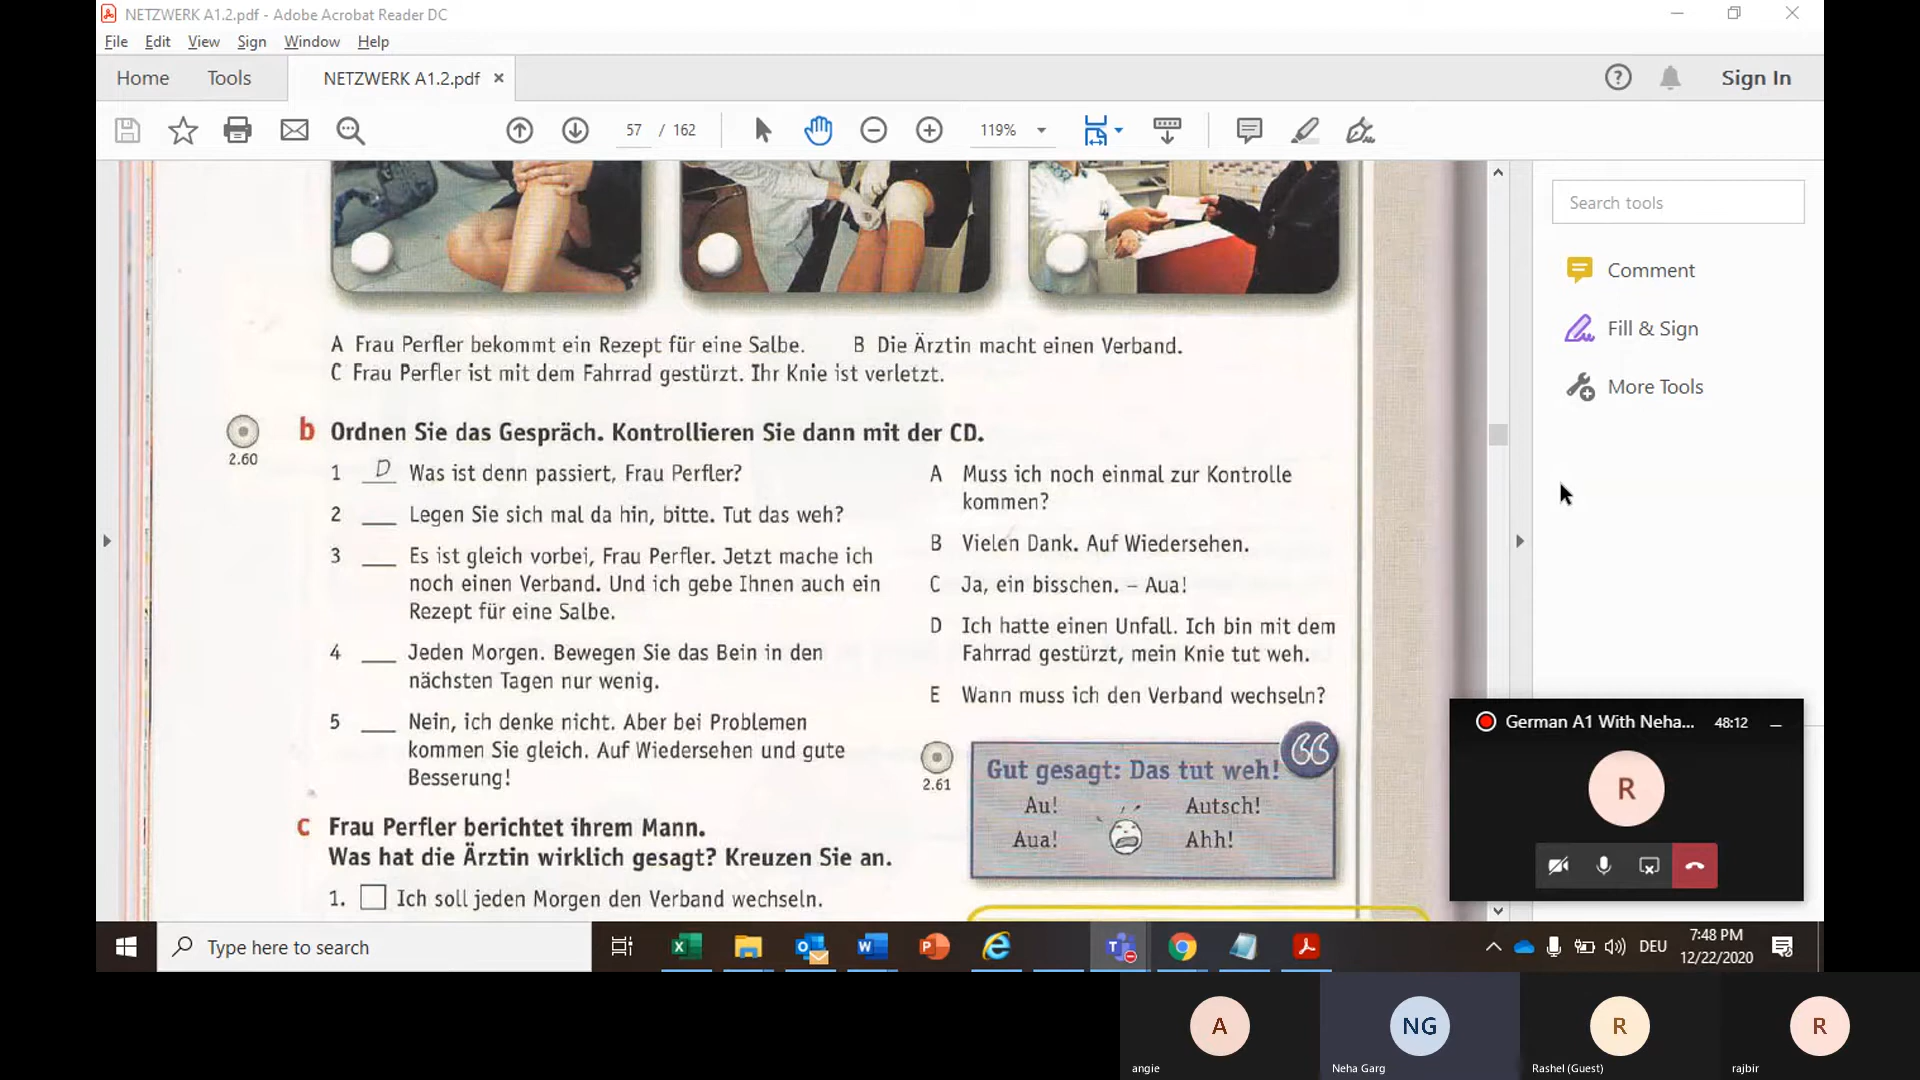 NETZWERK A1.2.pdf - Adobe Acrobat Reader DC
File Edit View Sign Window Help
Home Tools NETZWERK A1.2.pdf × Sign In
57 / 162 119%
Search tools
Comment
Fill & Sign
More Tools
A Frau Perfler bekommt ein Rezept für eine Salbe. B Die Ärztin macht einen Verband.
C Frau Perfler ist mit dem Fahrrad gestürzt. Ihr Knie ist verletzt.
2.60
b Ordnen Sie das Gespräch. Kontrollieren Sie dann mit der CD.
1 D Was ist denn passiert, Frau Perfler?
2 ___ Legen Sie sich mal da hin, bitte. Tut das weh?
3 ___ Es ist gleich vorbei, Frau Perfler. Jetzt mache ich
noch einen Verband. Und ich gebe Ihnen auch ein
Rezept für eine Salbe.
4 ___ Jeden Morgen. Bewegen Sie das Bein in den
nächsten Tagen nur wenig.
5 ___ Nein, ich denke nicht. Aber bei Problemen
kommen Sie gleich. Auf Wiedersehen und gute
Besserung!
A Muss ich noch einmal zur Kontrolle
kommen?
B Vielen Dank. Auf Wiedersehen.
C Ja, ein bisschen. – Aua!
D Ich hatte einen Unfall. Ich bin mit dem
Fahrrad gestürzt, mein Knie tut weh.
E Wann muss ich den Verband wechseln?
2.61
Gut gesagt: Das tut weh!
Au! Autsch!
Aua! Ahh!
c Frau Perfler berichtet ihrem Mann.
Was hat die Ärztin wirklich gesagt? Kreuzen Sie an.
1. Ich soll jeden Morgen den Verband wechseln.
German A1 With Neha... 48:12
R
Type here to search
DEU
7:48 PM
12/22/2020
A NG R R
angie Neha Garg Rashel (Guest) rajbir